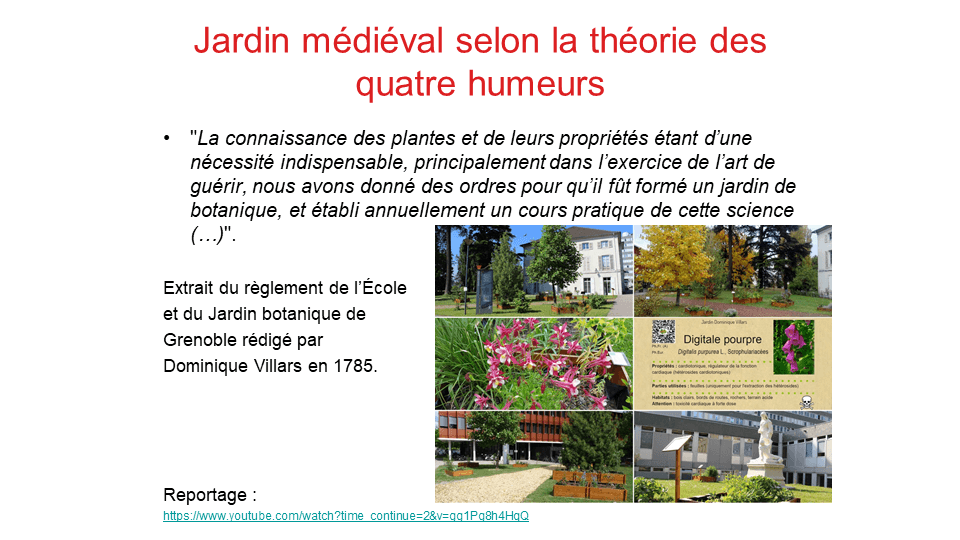 Jardin médiéval selon la théorie des
quatre humeurs
• "La connaissance des plantes et de leurs propriétés étant d’une
nécessité indispensable, principalement dans l’exercice de l’art de
guérir, nous avons donné des ordres pour qu’il fût formé un jardin de
botanique, et établi annuellement un cours pratique de cette science
(…)".
Extrait du règlement de l’École
et du Jardin botanique de
Grenoble rédigé par
Dominique Villars en 1785.
Jardin Dominique Villars
Digitale pourpre
Digitalis purpurea L., Scrophulariacées
Propriétés : cardiotonique, régulateur de la fonction
cardiaque (hétérosides cardiotoniques)
Parties utilisées : feuilles (uniquement pour l'extraction des hétérosides)
Habitats : bois clairs, bords de routes, rochers, terrain acide
Attention : toxicité cardiaque à forte dose
Reportage :
https://www.youtube.com/watch?time_continue=2&v=gg1Pq8h4HqQ